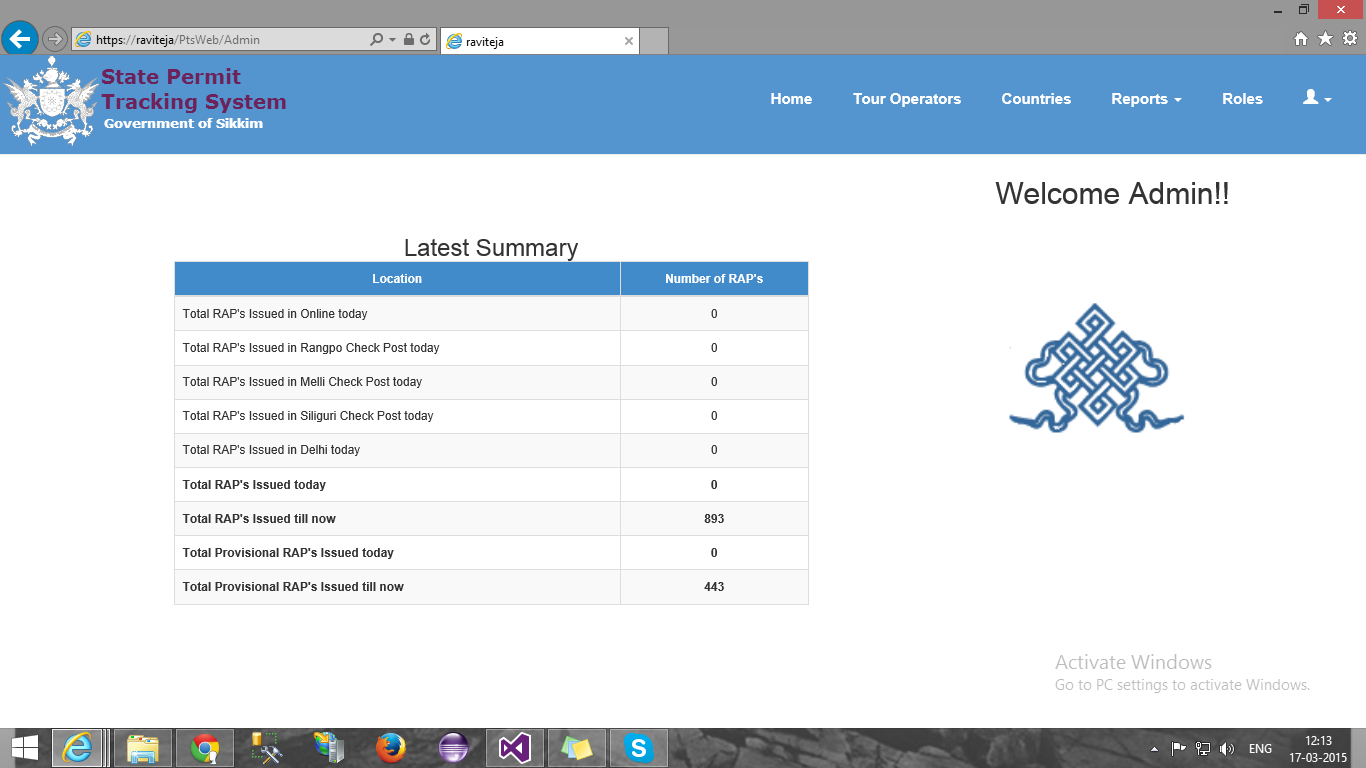 https://raviteja/PtsWeb/Admin
raviteja
State Permit
Tracking System
Government of Sikkim
Home Tour Operators Countries Reports Roles
Welcome Admin!!
Latest Summary
Location Number of RAP's
Total RAP's Issued in Online today 0
Total RAP's Issued in Rangpo Check Post today 0
Total RAP's Issued in Melli Check Post today 0
Total RAP's Issued in Siliguri Check Post today 0
Total RAP's Issued in Delhi today 0
Total RAP's Issued today 0
Total RAP's Issued till now 893
Total Provisional RAP's Issued today 0
Total Provisional RAP's Issued till now 443
Activate Windows
Go to PC settings to activate Windows.
ENG
12:13
17-03-2015